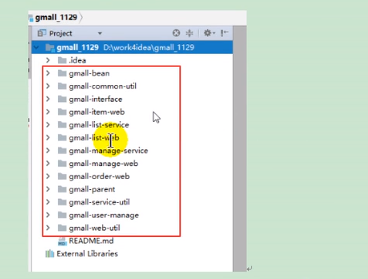 gmall_1129
Project
gmall_1129 D:\work4idea\gmall_1129
.idea
gmall-bean
gmall-common-util
gmall-interface
gmall-item-web
gmall-list-service
gmall-list-web
gmall-manage-service
gmall-manage-web
gmall-order-web
gmall-parent
gmall-service-util
gmall-user-manage
gmall-web-util
README.md
External Libraries